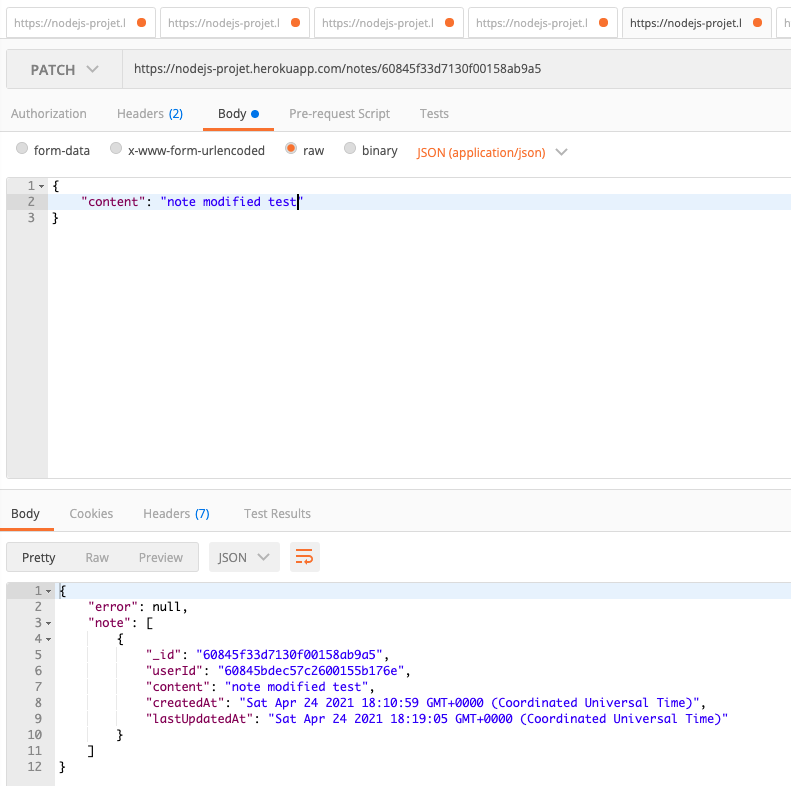 https://nodejs-projet.l https://nodejs-projet.l https://nodejs-projet.l https://nodejs-projet.l https://nodejs-projet.l h
PATCH https://nodejs-projet.herokuapp.com/notes/60845f33d7130f00158ab9a5
Authorization Headers (2) Body Pre-request Script Tests
form-data x-www-form-urlencoded raw binary JSON (application/json)
1 {
2 "content": "note modified test"
3 }
Body Cookies Headers (7) Test Results
Pretty Raw Preview JSON
1 {
2 "error": null,
3 "note": [
4 {
5 "_id": "60845f33d7130f00158ab9a5",
6 "userId": "60845bdec57c2600155b176e",
7 "content": "note modified test",
8 "createdAt": "Sat Apr 24 2021 18:10:59 GMT+0000 (Coordinated Universal Time)",
9 "lastUpdatedAt": "Sat Apr 24 2021 18:19:05 GMT+0000 (Coordinated Universal Time)"
10 }
11 ]
12 }